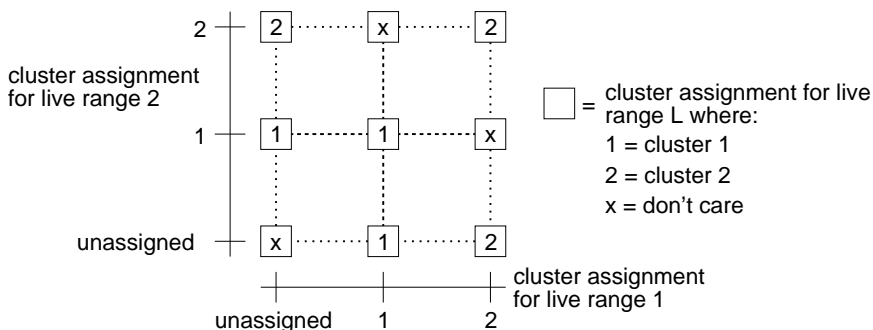 2 2 x 2
cluster assignment
for live range 2
= cluster assignment for live
range L where:
1 = cluster 1
2 = cluster 2
x = don't care
1 1 1 x
unassigned x 1 2
cluster assignment
for live range 1
unassigned 1 2